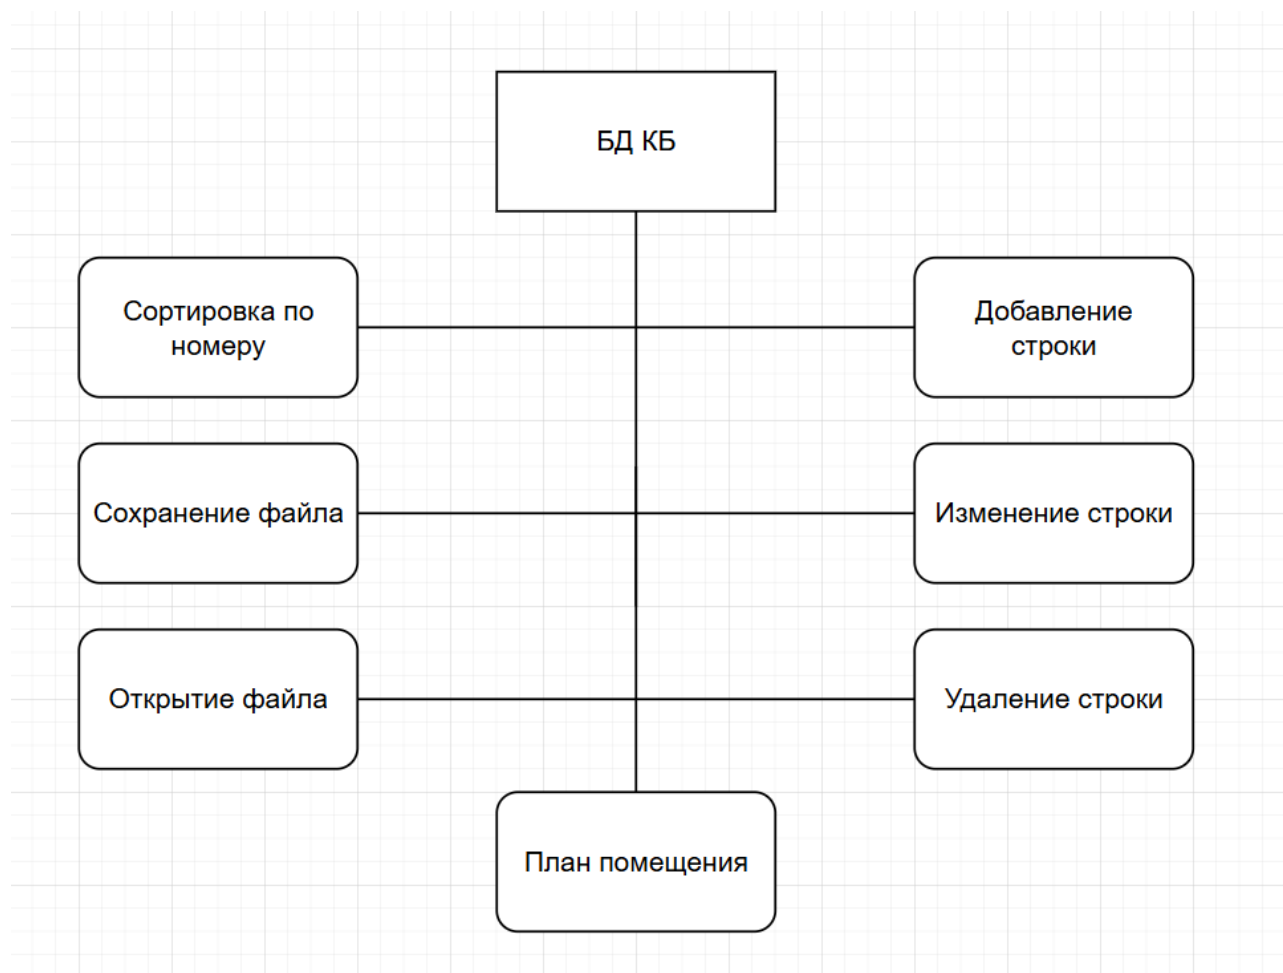 БД КБ
Сортировка по
номеру
Добавление
строки
Сохранение файла
Изменение строки
Открытие файла
Удаление строки
План помещения